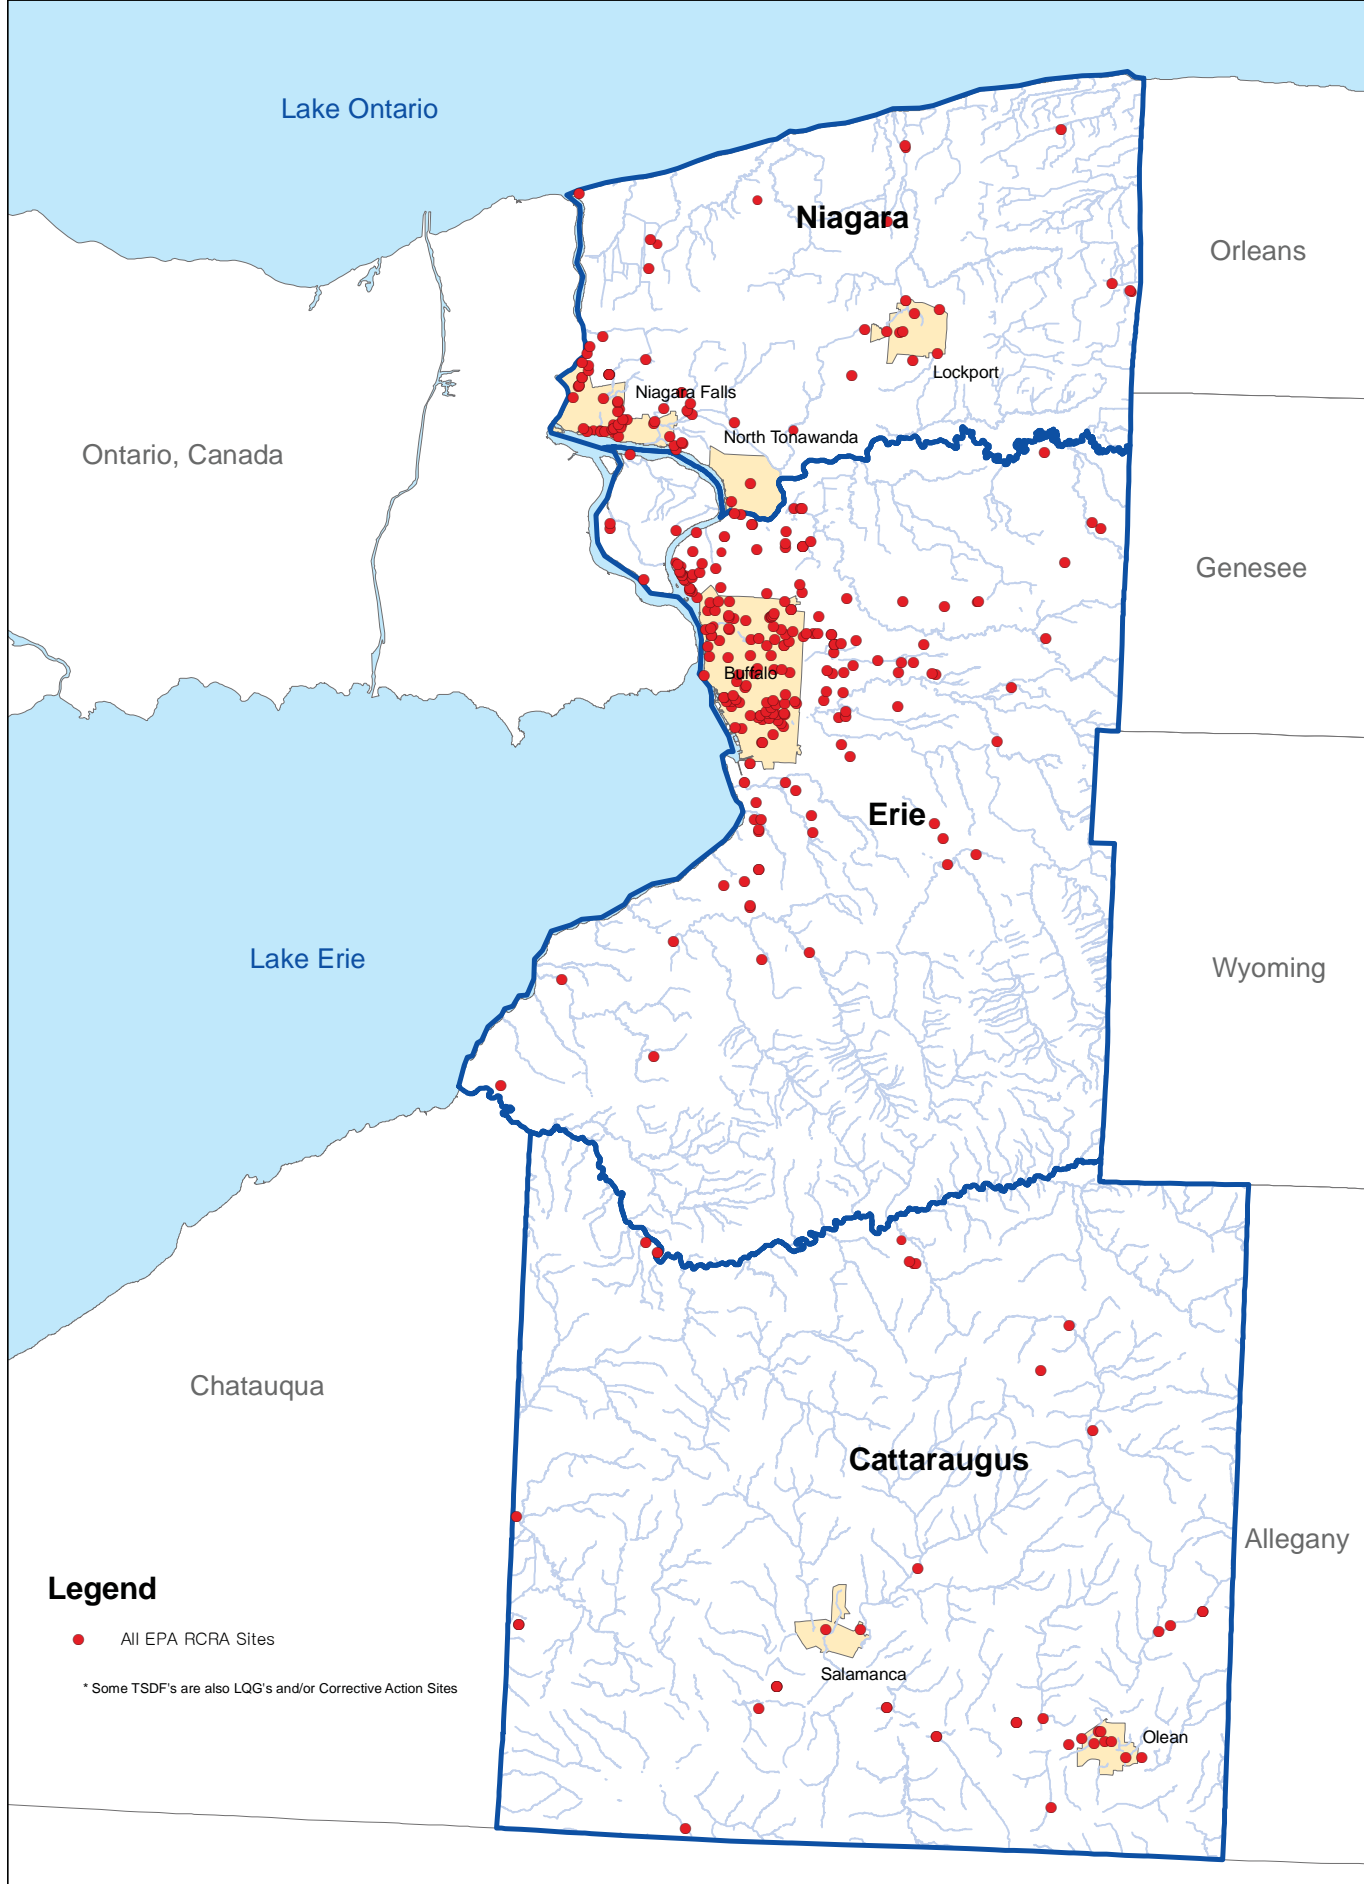 Lake Ontario
Niagara
Orleans
Lockport
Niagara Falls
North Tonawanda
Ontario, Canada
Genesee
Buffalo
Erie
Lake Erie
Wyoming
Chatauqua
Cattaraugus
Allegany
Legend
All EPA RCRA Sites
Salamanca
* Some TSDF's are also LQG's and/or Corrective Action Sites
Olean